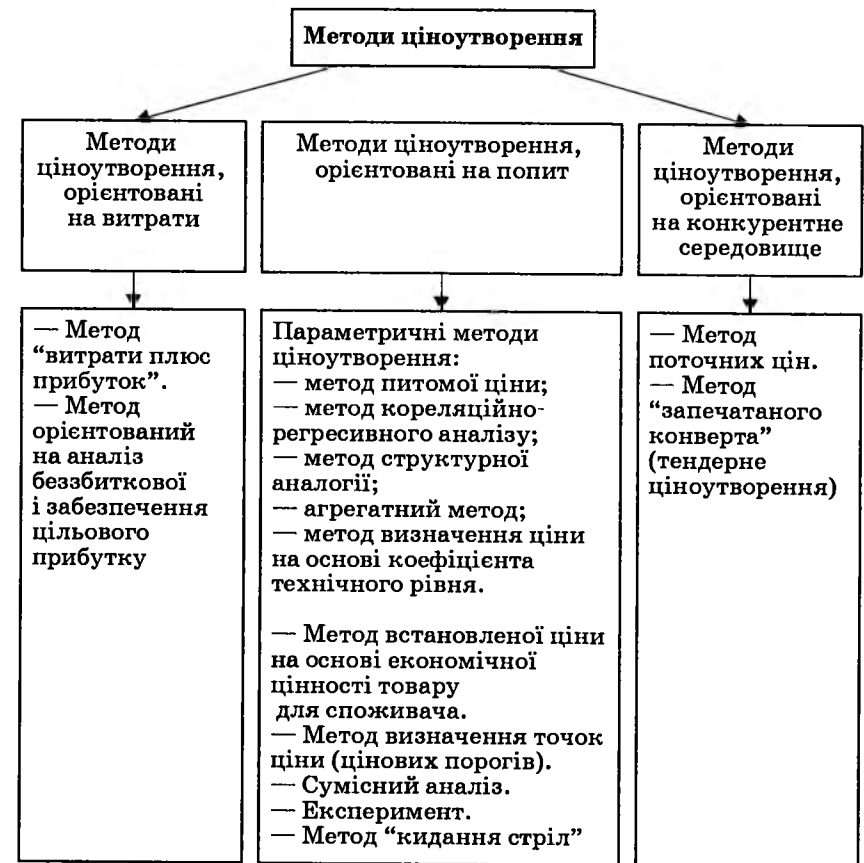 Методи ціноутворення
Методи
ціноутворення,
орієнтовані
на витрати
Методи ціноутворення,
орієнтовані на попит
Методи
ціноутворення,
орієнтовані
на конкурентне
середовище
— Метод
“витрати плюс
прибуток”.
— Метод
орієнтований
на аналіз
беззбиткової
і забезпечення
цільового
прибутку
Параметричні методи
ціноутворення:
— метод питомої ціни;
— метод кореляційно-
регресивного аналізу;
— метод структурної
аналогії;
— агрегатний метод;
— метод визначення ціни
на основі коефіцієнта
технічного рівня.
— Метод встановленої ціни
на основі економічної
цінності товару
для споживача.
— Метод визначення точок
ціни (цінових порогів).
— Сумісний аналіз.
— Експеримент.
— Метод “кидання стріл”
— Метод
поточних цін.
— Метод
“запечатаного
конверта”
(тендерне
ціноутворення)